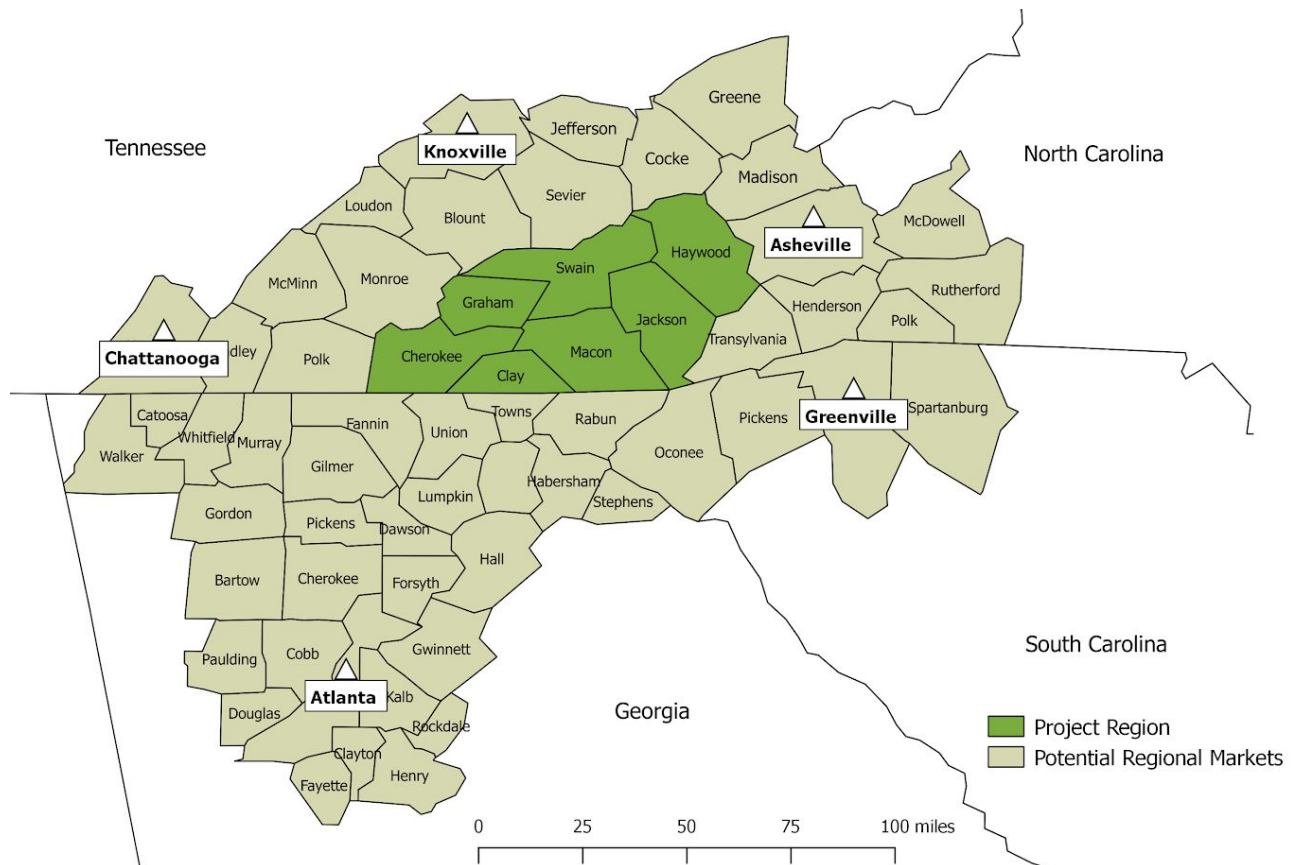 Greene
Jefferson
Tennessee
Knoxville
Cocke
North Carolina
Madison
Sevier
Loudon
Blount
McDowell
Asheville
Haywood
Swain
McMinn
Monroe
Rutherford
Graham
Henderson
Jackson
Polk
Transylvania
Chattanooga
dley
Polk
Cherokee
Macon
Clay
Catoosa
Towns
Spartanburg
Greenville
Pickens
Fannin
Rabun
Union
Whitfield
Murray
Walker
Oconee
Gilmer
Habersham
Lumpkin
Stephens
Gordon
Pickens
Dawson
Hall
Bartow
Cherokee
Forsyth
Gwinnett
South Carolina
Cobb
Paulding
Atlanta
Kalb
Georgia
Douglas
Rockdale
Project Region
Clayton
Potential Regional Markets
Henry
Fayette
0 25 50 75 100 miles